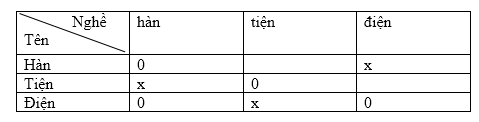 Nghề hàn tiện điện
Tên
Hàn 0 x
Tiện x 0
Điện 0 x 0